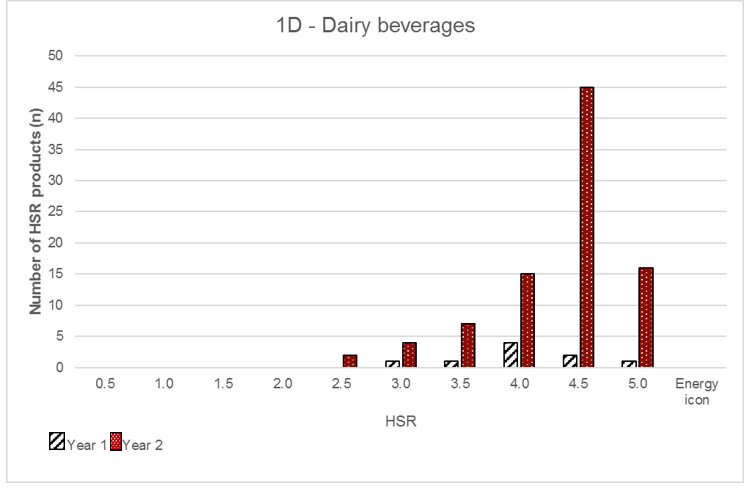 1D - Dairy beverages
50
45
40
35
30
25
20
15
10
5
0
Number of HSR products (n)
0.5 1.0 1.5 2.0 2.5 3.0 3.5 4.0 4.5 5.0 Energy
icon
HSR
Year 1 Year 2